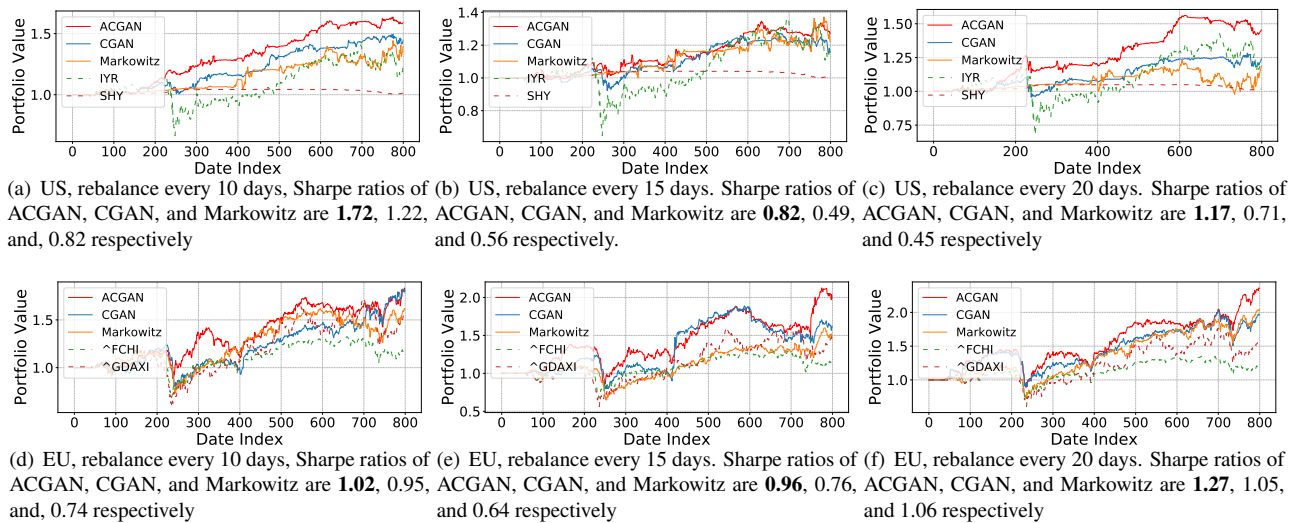 Portfolio Value
1.5
1.0
ACGAN
CGAN
Markowitz
IYR
SHY
0 100 200 300 400 500 600 700 800
Date Index
(a) US, rebalance every 10 days, Sharpe ratios of
ACGAN, CGAN, and Markowitz are 1.72, 1.22,
and, 0.82 respectively
Portfolio Value
1.4
1.2
1.0
0.8
ACGAN
CGAN
Markowitz
IYR
SHY
0 100 200 300 400 500 600 700 800
Date Index
(b) US, rebalance every 15 days. Sharpe ratios of
ACGAN, CGAN, and Markowitz are 0.82, 0.49,
and 0.56 respectively.
Portfolio Value
1.50
1.25
1.00
0.75
ACGAN
CGAN
Markowitz
IYR
SHY
0 100 200 300 400 500 600 700 800
Date Index
(c) US, rebalance every 20 days. Sharpe ratios of
ACGAN, CGAN, and Markowitz are 1.17, 0.71,
and 0.45 respectively
Portfolio Value
1.5
1.0
ACGAN
CGAN
Markowitz
^FCHI
^GDAXI
0 100 200 300 400 500 600 700 800
Date Index
(d) EU, rebalance every 10 days, Sharpe ratios of
ACGAN, CGAN, and Markowitz are 1.02, 0.95,
and, 0.74 respectively
Portfolio Value
2.0
1.5
1.0
0.5
ACGAN
CGAN
Markowitz
^FCHI
^GDAXI
0 100 200 300 400 500 600 700 800
Date Index
(e) EU, rebalance every 15 days. Sharpe ratios of
ACGAN, CGAN, and Markowitz are 0.96, 0.76,
and 0.64 respectively
Portfolio Value
2.0
1.5
1.0
ACGAN
CGAN
Markowitz
^FCHI
^GDAXI
0 100 200 300 400 500 600 700 800
Date Index
(f) EU, rebalance every 20 days. Sharpe ratios of
ACGAN, CGAN, and Markowitz are 1.27, 1.05,
and 1.06 respectively